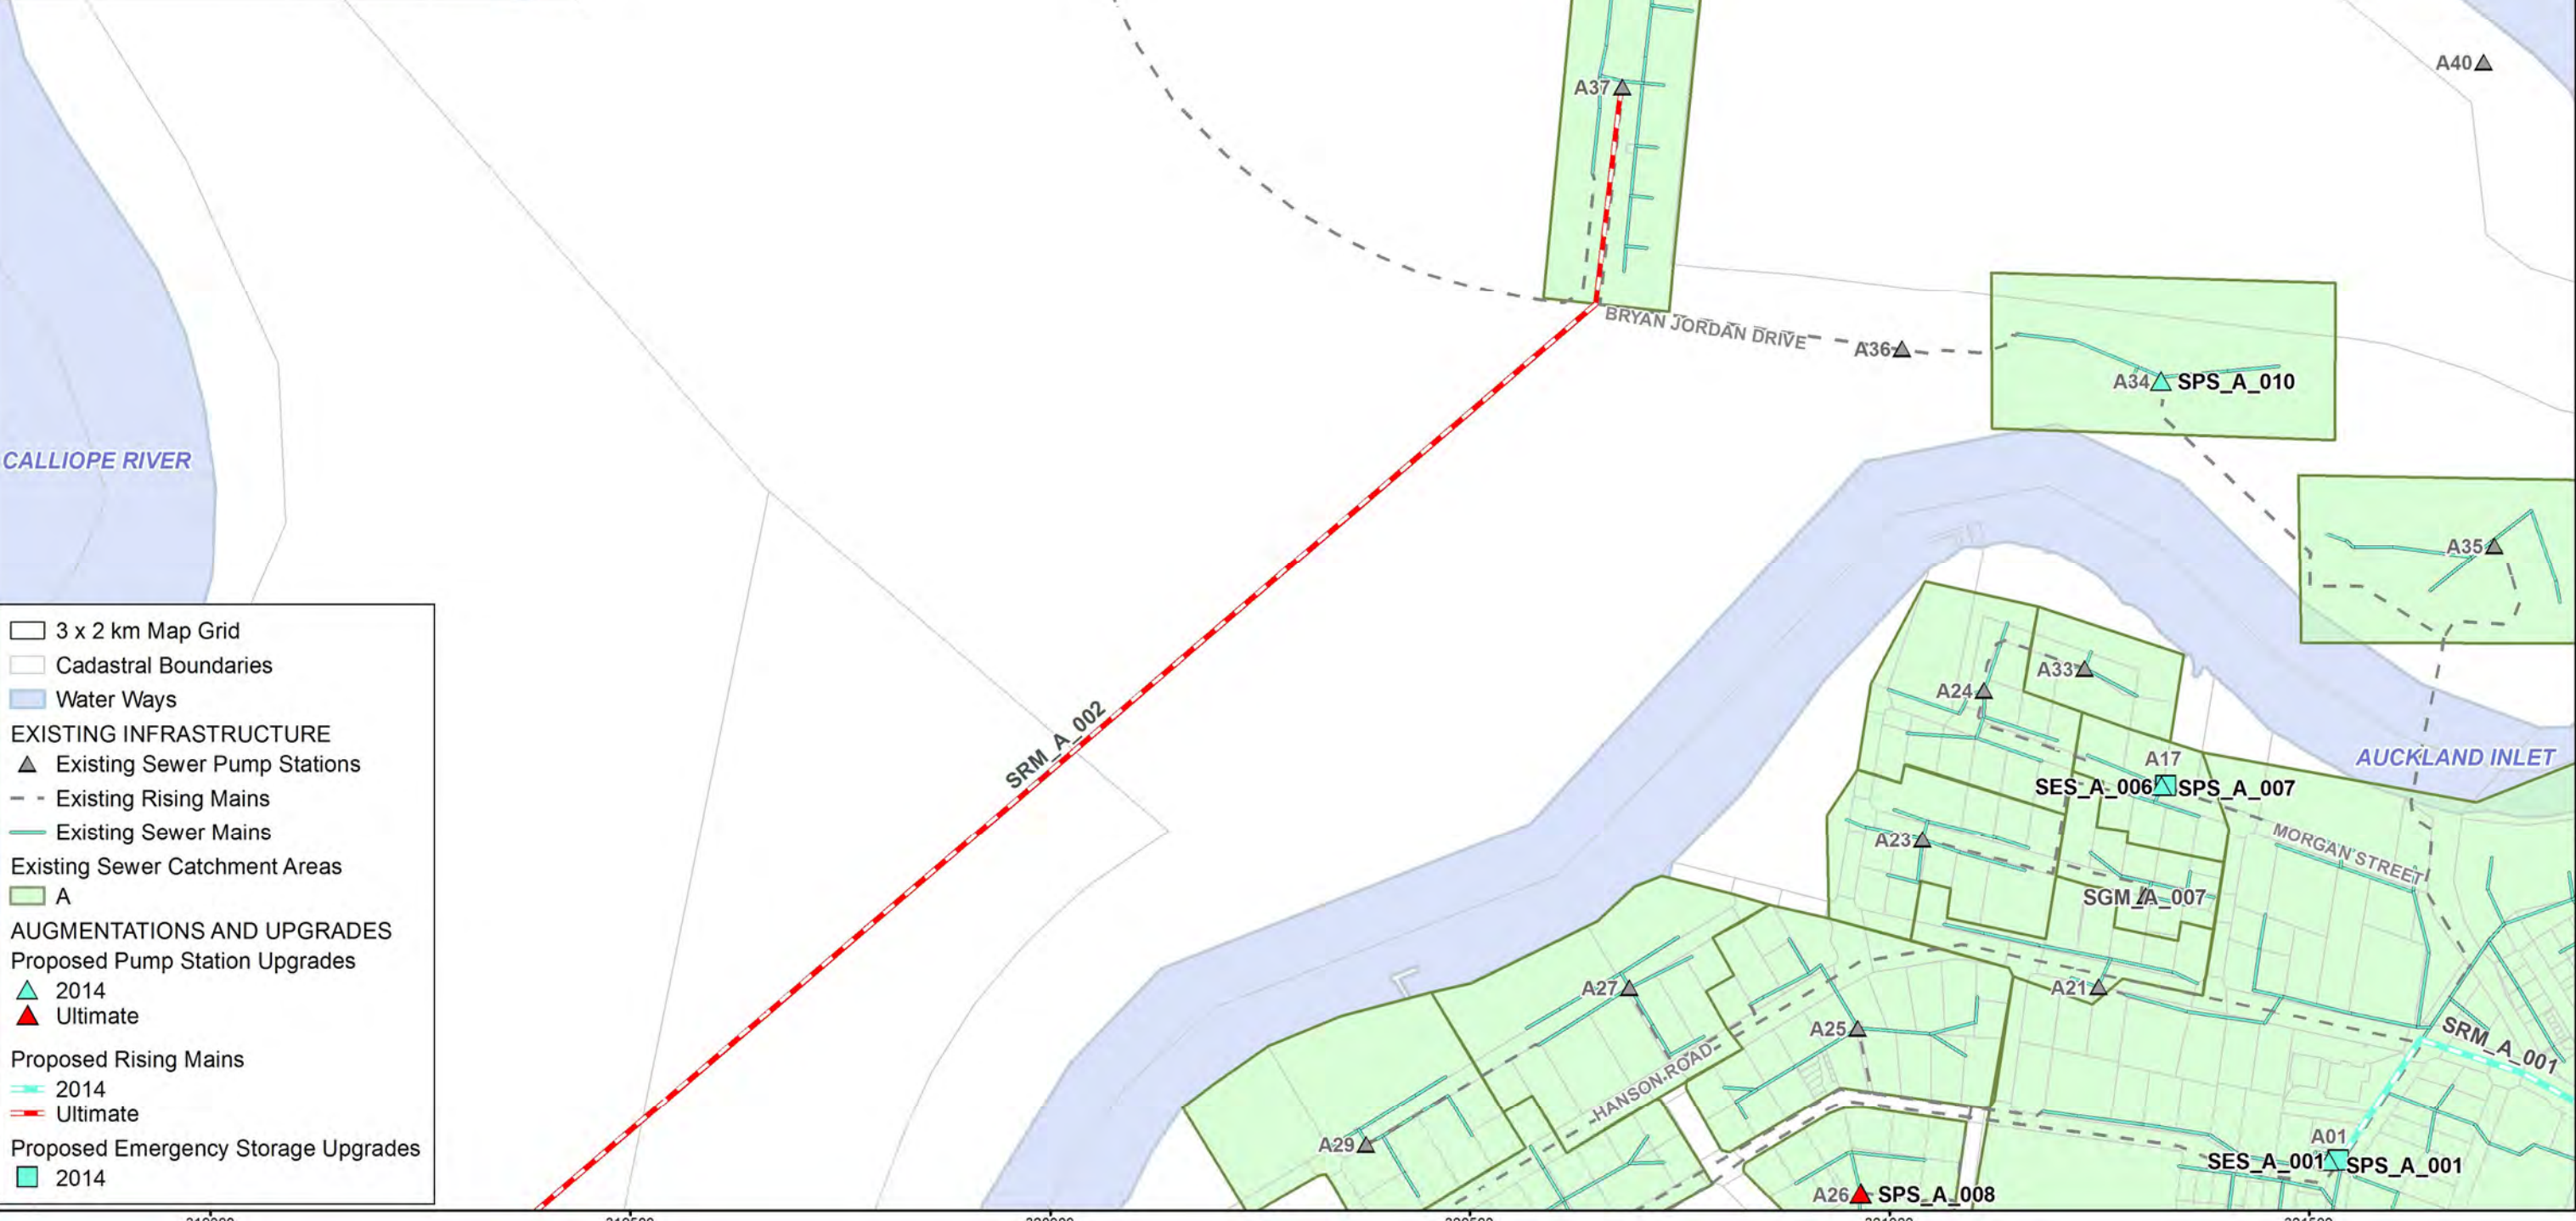 A40
A37
BRYAN JORDAN DRIVE
A36
A34 SPS_A_010
CALLIOPE RIVER
A35
A33
A24
SRM_A_002
A17
SES_A_006 SPS_A_007
AUCKLAND INLET
MORGAN STREET
A23
SGM_A_007
A27
A21
A25
HANSON ROAD
SRM_A_001
A29
A01
SES_A_001 SPS_A_001
A26 SPS_A_008
3 x 2 km Map Grid
Cadastral Boundaries
Water Ways
EXISTING INFRASTRUCTURE
Existing Sewer Pump Stations
Existing Rising Mains
Existing Sewer Mains
Existing Sewer Catchment Areas
A
AUGMENTATIONS AND UPGRADES
Proposed Pump Station Upgrades
2014
Ultimate
Proposed Rising Mains
2014
Ultimate
Proposed Emergency Storage Upgrades
2014